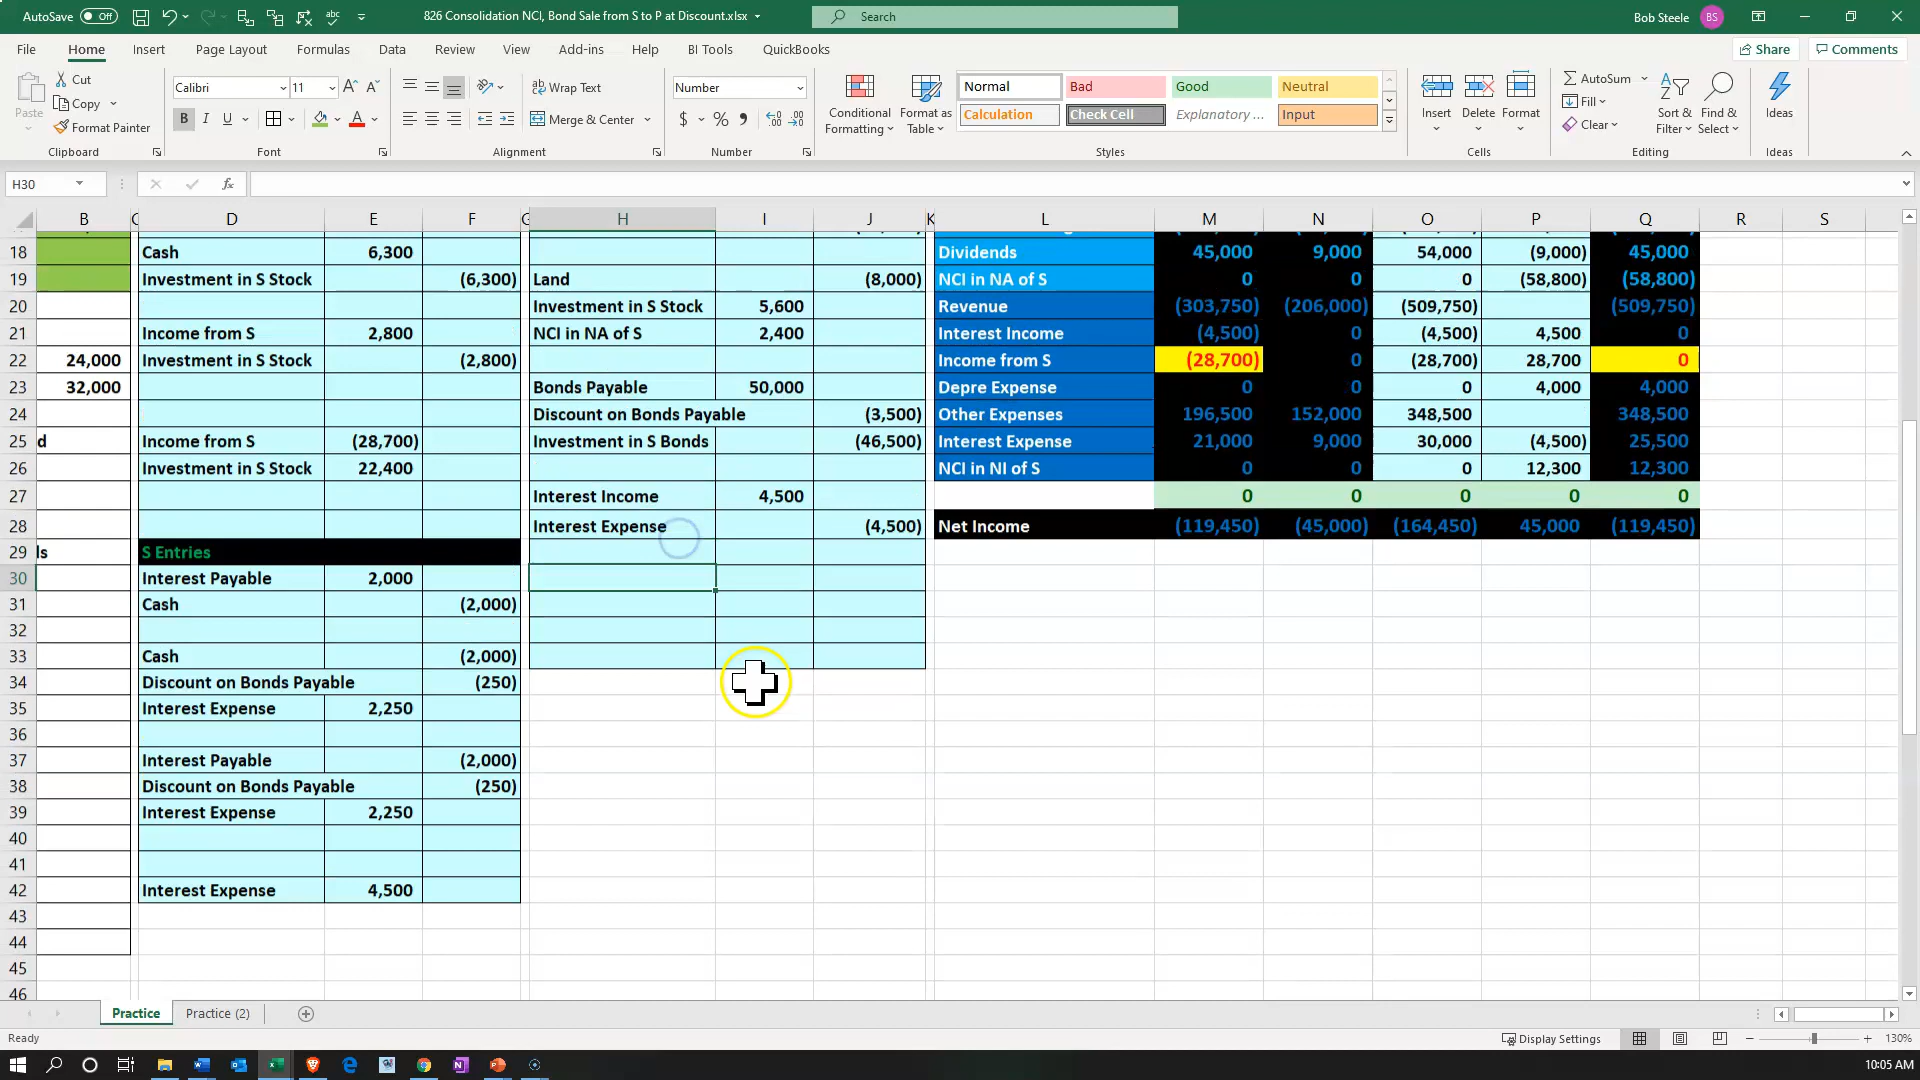 AutoSave Off 826 Consolidation NCI, Bond Sale from S to P at Discount.xlsx Search Bob Steele BS
File Home Insert Page Layout Formulas Data Review View Add-ins Help BI Tools QuickBooks Share Comments
Paste Cut Copy Format Painter Clipboard
Calibri 11 B I U A A Font
Wrap Text Merge & Center Alignment
Number $ % Number
Conditional Formatting Format as Table
Normal Bad Good Neutral
Calculation Check Cell Explanatory ... Input
Styles
Insert Delete Format Cells
AutoSum Fill Clear Sort & Filter Find & Select Editing
Ideas Ideas
H30 fx
B C D E F G H I J K L M N O P Q R S
18 Cash 6,300 Dividends 45,000 9,000 54,000 (9,000) 45,000
19 Investment in S Stock (6,300) Land (8,000) NCI in NA of S 0 0 0 (58,800) (58,800)
20 Investment in S Stock 5,600 Revenue (303,750) (206,000) (509,750) (509,750)
21 Income from S 2,800 NCI in NA of S 2,400 Interest Income (4,500) 0 (4,500) 4,500 0
22 24,000 Investment in S Stock (2,800) Income from S (28,700) 0 (28,700) 28,700 0
23 32,000 Bonds Payable 50,000 Depre Expense 0 0 0 4,000 4,000
24 Discount on Bonds Payable (3,500) Other Expenses 196,500 152,000 348,500 348,500
25 d Income from S (28,700) Investment in S Bonds (46,500) Interest Expense 21,000 9,000 30,000 (4,500) 25,500
26 Investment in S Stock 22,400 NCI in NI of S 0 0 0 12,300 12,300
27 Interest Income 4,500 0 0 0 0 0
28 Interest Expense (4,500) Net Income (119,450) (45,000) (164,450) 45,000 (119,450)
29 ls S Entries
30 Interest Payable 2,000
31 Cash (2,000)
32
33 Cash (2,000)
34 Discount on Bonds Payable (250)
35 Interest Expense 2,250
36
37 Interest Payable (2,000)
38 Discount on Bonds Payable (250)
39 Interest Expense 2,250
40
41
42 Interest Expense 4,500
43
44
45
46
Practice Practice (2)
Ready Display Settings 130%
10:05 AM